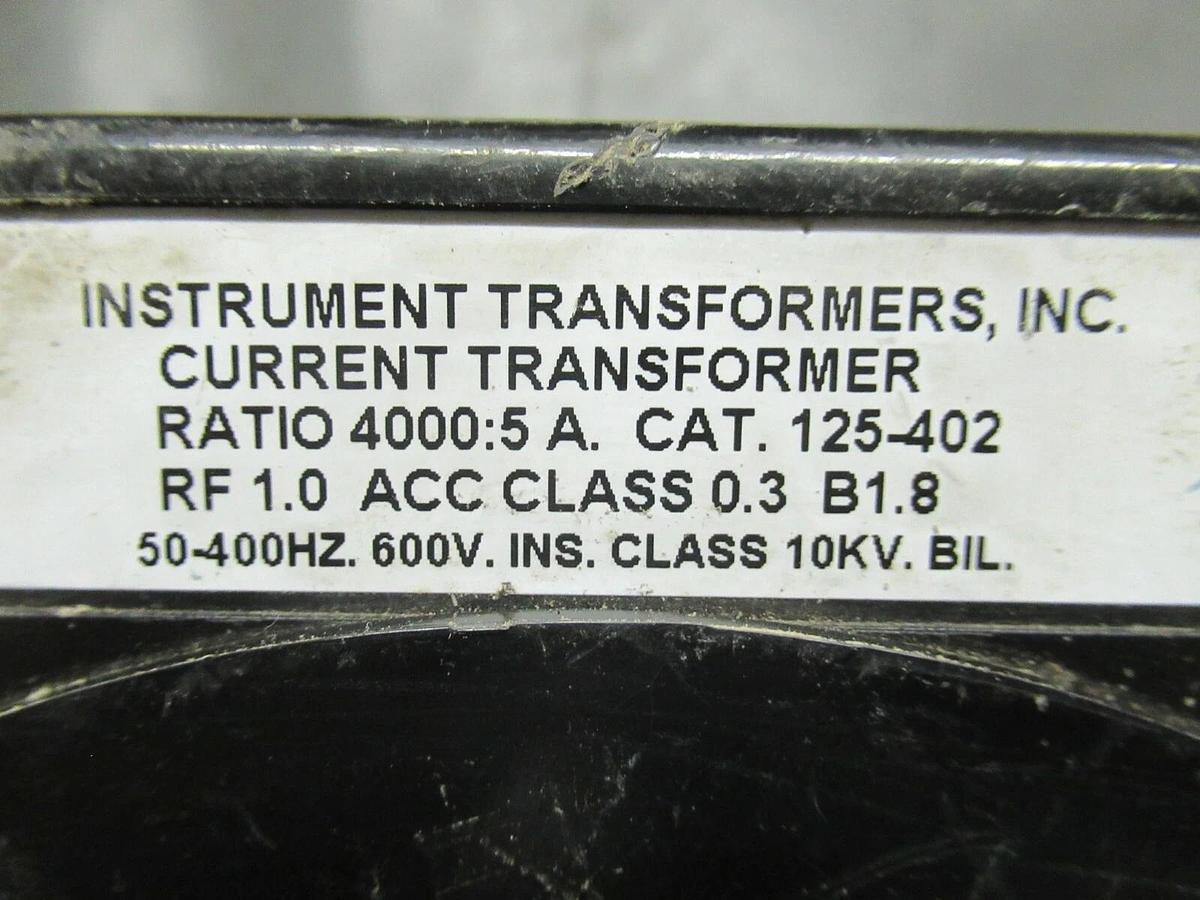 INSTRUMENT TRANSFORMERS, INC.
CURRENT TRANSFORMER
RATIO 4000:5 A. CAT. 125-402
RF 1.0 ACC CLASS 0.3 B1.8
50-400HZ. 600V. INS. CLASS 10KV. BIL.